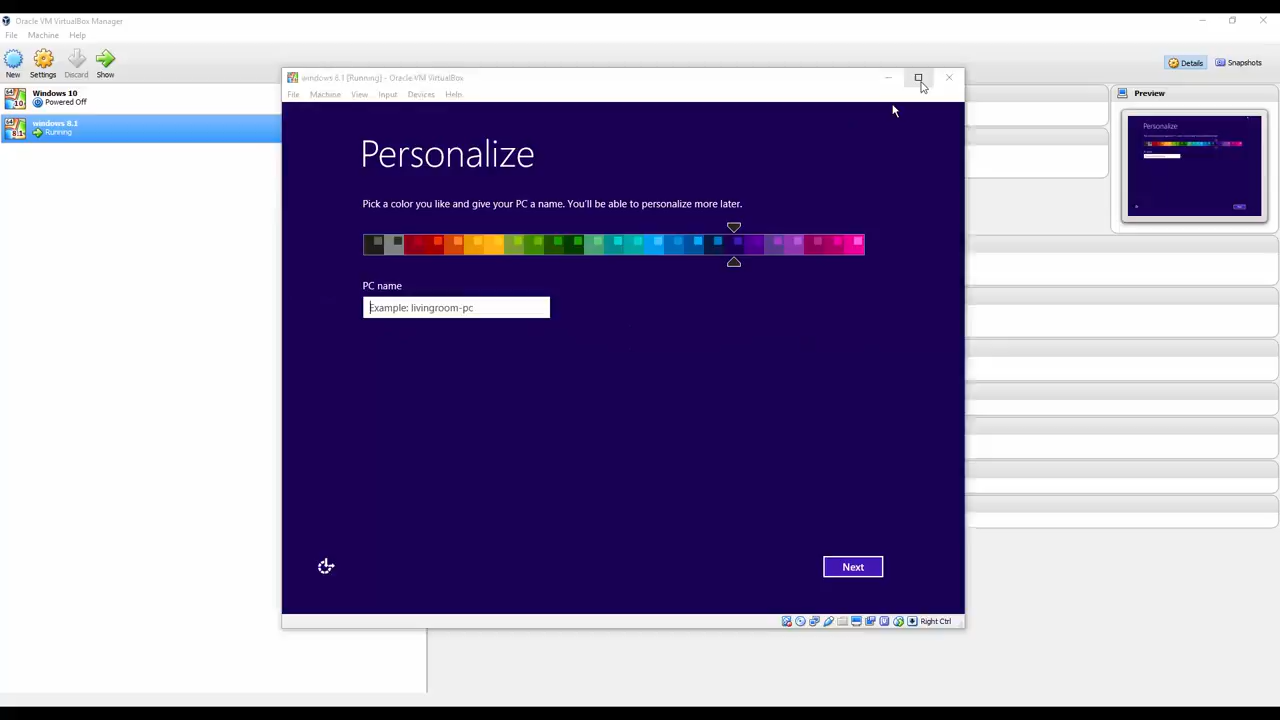 Oracle VM VirtualBox Manager
File Machine Help
New Settings Discard Show
Details Snapshots
Windows 10
Powered Off
windows 8.1
Running
windows 8.1 [Running] - Oracle VM VirtualBox
File Machine View Input Devices Help
Preview
Personalize
Pick a color you like and give your PC a name. You'll be able to personalize more later.
PC name
Example: livingroom-pc
Next
Right Ctrl